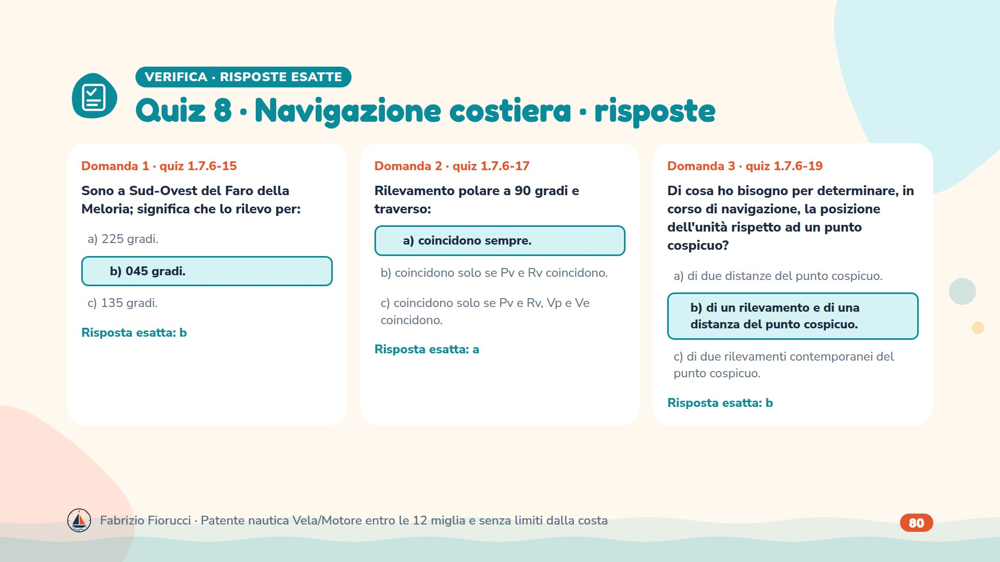 VERIFICA · RISPOSTE ESATTE
Quiz 8 · Navigazione costiera · risposte
Domanda 1 · quiz 1.7.6-15
Sono a Sud-Ovest del Faro della
Meloria; significa che lo rilevo per:
a) 225 gradi.
b) 045 gradi.
c) 135 gradi.
Risposta esatta: b
Domanda 2 · quiz 1.7.6-17
Rilevamento polare a 90 gradi e
traverso:
a) coincidono sempre.
b) coincidono solo se Pv e Rv coincidono.
c) coincidono solo se Pv e Rv, Vp e Ve
coincidono.
Risposta esatta: a
Domanda 3 · quiz 1.7.6-19
Di cosa ho bisogno per determinare, in
corso di navigazione, la posizione
dell'unità rispetto ad un punto
cospicuo?
a) di due distanze del punto cospicuo.
b) di un rilevamento e di una
distanza del punto cospicuo.
c) di due rilevamenti contemporanei del
punto cospicuo.
Risposta esatta: b
Fabrizio Fiorucci · Patente nautica Vela/Motore entro le 12 miglia e senza limiti dalla costa
80